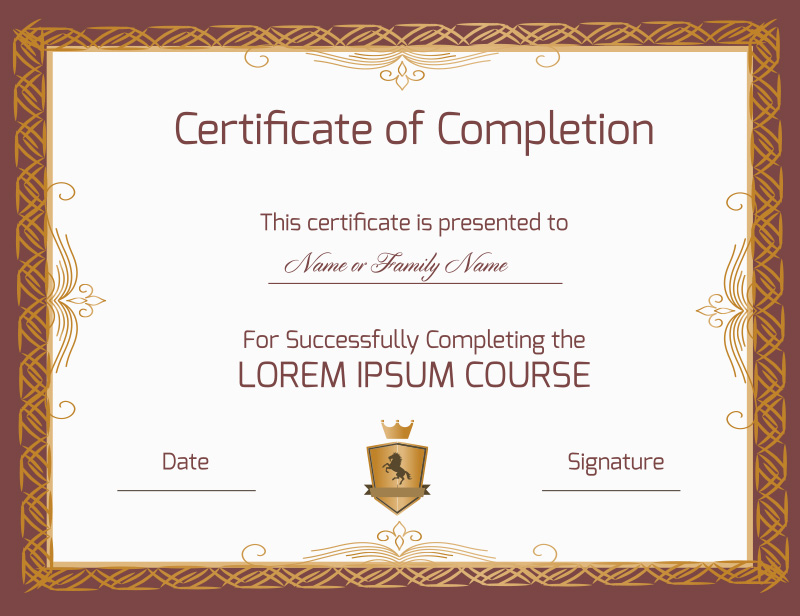 Certificate of Completion
This certificate is presented to
Name or Family Name
For Successfully Completing the
LOREM IPSUM COURSE
Date
Signature